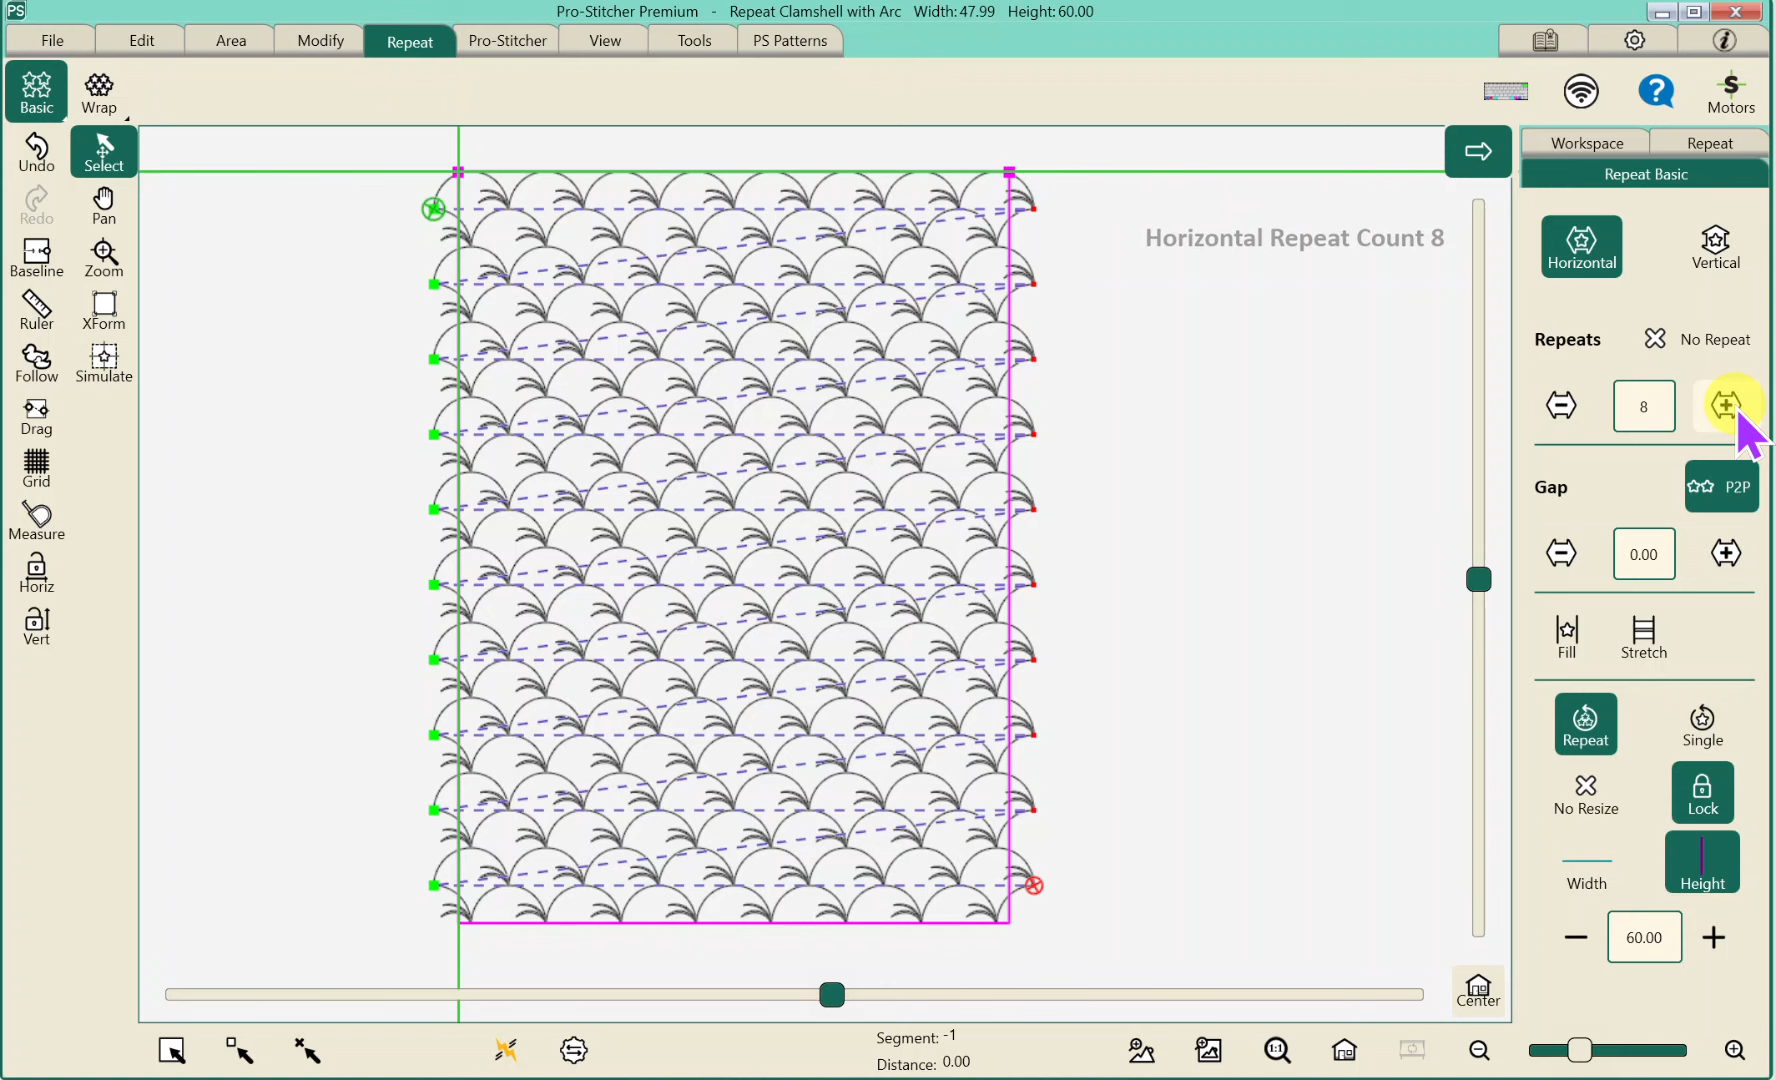 PS Pro-Stitcher Premium - Repeat Clamshell with Arc Width: 47.99 Height: 60.00
File Edit Area Modify Repeat Pro-Stitcher View Tools PS Patterns
Basic Wrap
S
Motors
Undo Select
Redo Pan
Baseline Zoom
Ruler XForm
Follow Simulate
Drag
Grid
Measure
Horiz
Vert
Horizontal Repeat Count 8
Workspace Repeat
Repeat Basic
Horizontal Vertical
Repeats No Repeat
8
Gap P2P
0.00
Fill Stretch
Repeat Single
No Resize Lock
Width Height
60.00
Center
Segment: -1
Distance: 0.00
1:1